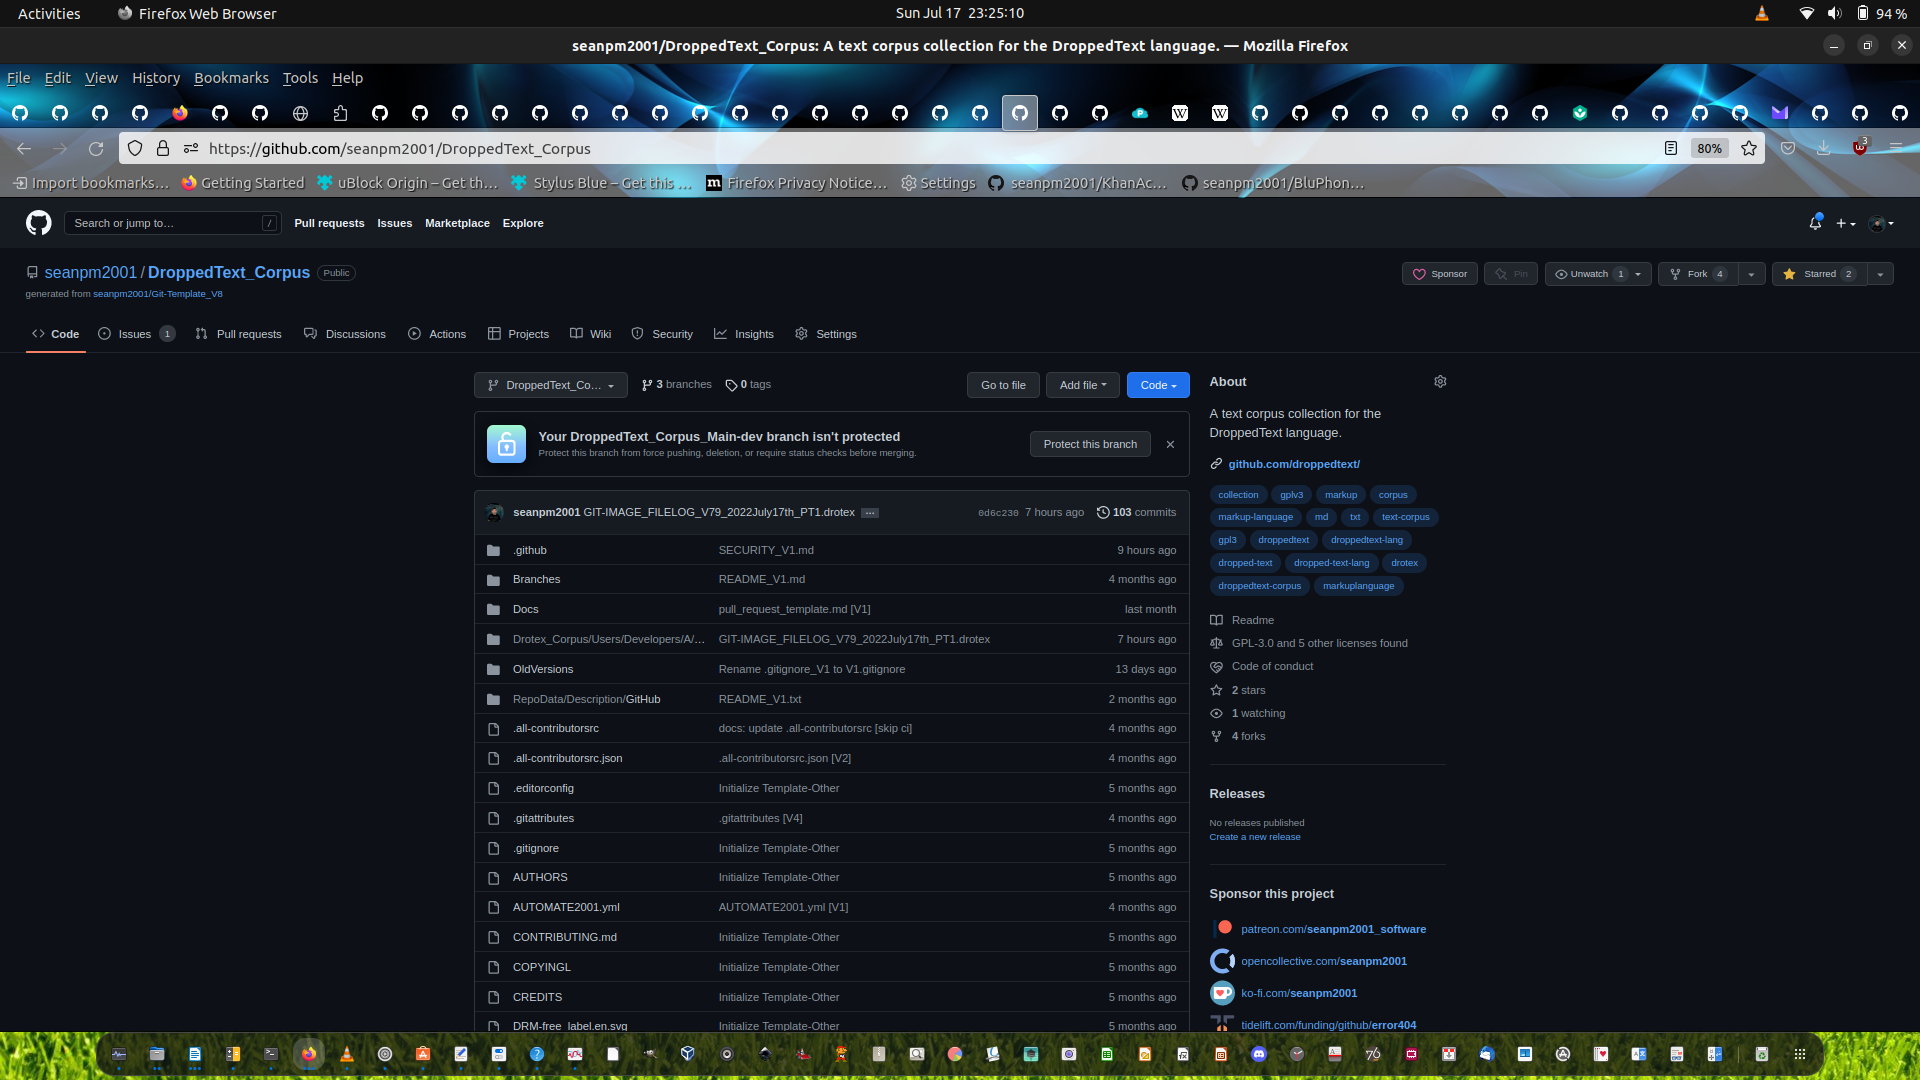 Activities Firefox Web Browser Sun Jul 17 23:25:10 94 %
seanpm2001/DroppedText_Corpus: A text corpus collection for the DroppedText language. — Mozilla Firefox
File Edit View History Bookmarks Tools Help
https://github.com/seanpm2001/DroppedText_Corpus 80% 3
Import bookmarks… Getting Started uBlock Origin – Get th… Stylus Blue – Get this … Firefox Privacy Notice… Settings seanpm2001/KhanAc… seanpm2001/BluPhon…
Search or jump to… / Pull requests Issues Marketplace Explore
seanpm2001 / DroppedText_Corpus Public Sponsor Pin Unwatch 1 Fork 4 Starred 2
generated from seanpm2001/Git-Template_V8
Code Issues 1 Pull requests Discussions Actions Projects Wiki Security Insights Settings
DroppedText_Co… 3 branches 0 tags Go to file Add file Code
Your DroppedText_Corpus_Main-dev branch isn't protected
Protect this branch from force pushing, deletion, or require status checks before merging.
Protect this branch
seanpm2001 GIT-IMAGE_FILELOG_V79_2022July17th_PT1.drotex … 0d6c230 7 hours ago 103 commits
.github SECURITY_V1.md 9 hours ago
Branches README_V1.md 4 months ago
Docs pull_request_template.md [V1] last month
Drotex_Corpus/Users/Developers/A/… GIT-IMAGE_FILELOG_V79_2022July17th_PT1.drotex 7 hours ago
OldVersions Rename .gitignore_V1 to V1.gitignore 13 days ago
RepoData/Description/GitHub README_V1.txt 2 months ago
.all-contributorsrc docs: update .all-contributorsrc [skip ci] 4 months ago
.all-contributorsrc.json .all-contributorsrc.json [V2] 4 months ago
.editorconfig Initialize Template-Other 5 months ago
.gitattributes .gitattributes [V4] 4 months ago
.gitignore Initialize Template-Other 5 months ago
AUTHORS Initialize Template-Other 5 months ago
AUTOMATE2001.yml AUTOMATE2001.yml [V1] 4 months ago
CONTRIBUTING.md Initialize Template-Other 5 months ago
COPYINGL Initialize Template-Other 5 months ago
CREDITS Initialize Template-Other 5 months ago
DRM-free_label.en.svg Initialize Template-Other 5 months ago
About
A text corpus collection for the
DroppedText language.
github.com/droppedtext/
collection gplv3 markup corpus
markup-language md txt text-corpus
gpl3 droppedtext droppedtext-lang
dropped-text dropped-text-lang drotex
droppedtext-corpus markuplanguage
Readme
GPL-3.0 and 5 other licenses found
Code of conduct
2 stars
1 watching
4 forks
Releases
No releases published
Create a new release
Sponsor this project
patreon.com/seanpm2001_software
opencollective.com/seanpm2001
ko-fi.com/seanpm2001
tidelift.com/funding/github/error404